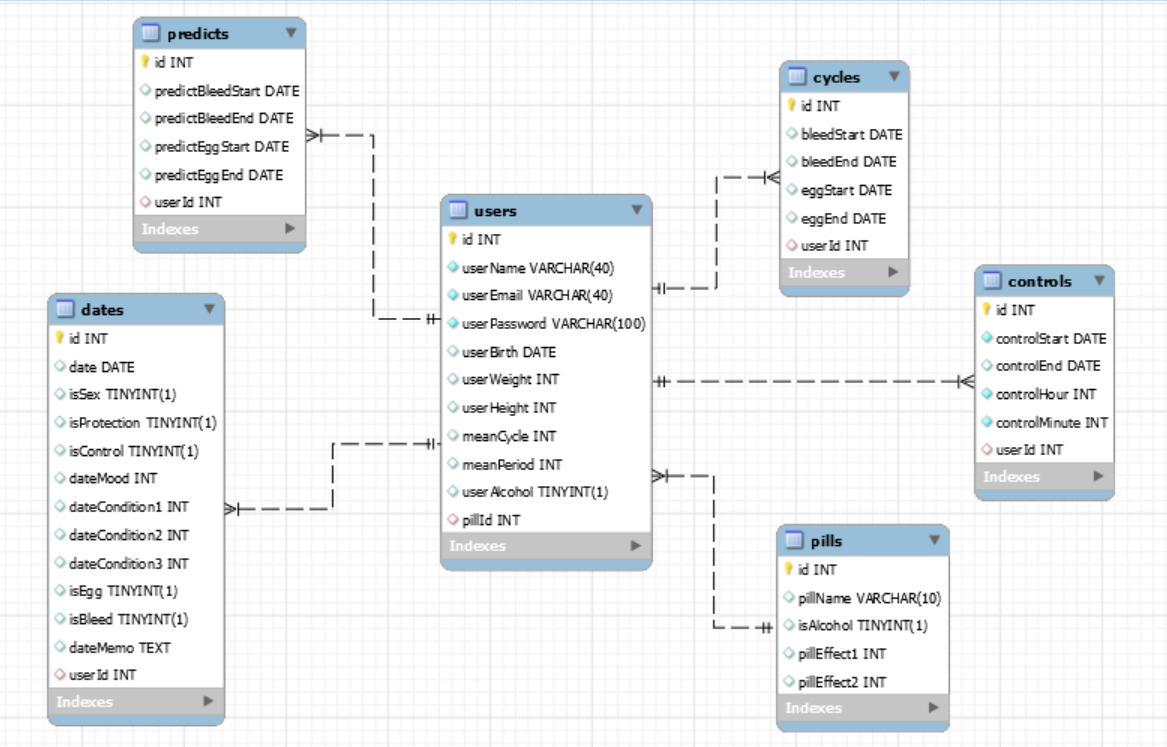 predicts
id INT
predictBleedStart DATE
predictBleedEnd DATE
predictEggStart DATE
predictEggEnd DATE
userId INT
Indexes
dates
id INT
date DATE
isSex TINYINT(1)
isProtection TINYINT(1)
isControl TINYINT(1)
dateMood INT
dateCondition1 INT
dateCondition2 INT
dateCondition3 INT
isEgg TINYINT(1)
isBleed TINYINT(1)
dateMemo TEXT
userId INT
Indexes
users
id INT
userName VARCHAR(40)
userEmail VARCHAR(40)
userPassword VARCHAR(100)
userBirth DATE
userWeight INT
userHeight INT
meanCycle INT
meanPeriod INT
userAlcohol TINYINT(1)
pillId INT
Indexes
cycles
id INT
bleedStart DATE
bleedEnd DATE
eggStart DATE
eggEnd DATE
userId INT
Indexes
controls
id INT
controlStart DATE
controlEnd DATE
controlHour INT
controlMinute INT
userId INT
Indexes
pills
id INT
pillName VARCHAR(10)
isAlcohol TINYINT(1)
pillEffect1 INT
pillEffect2 INT
Indexes